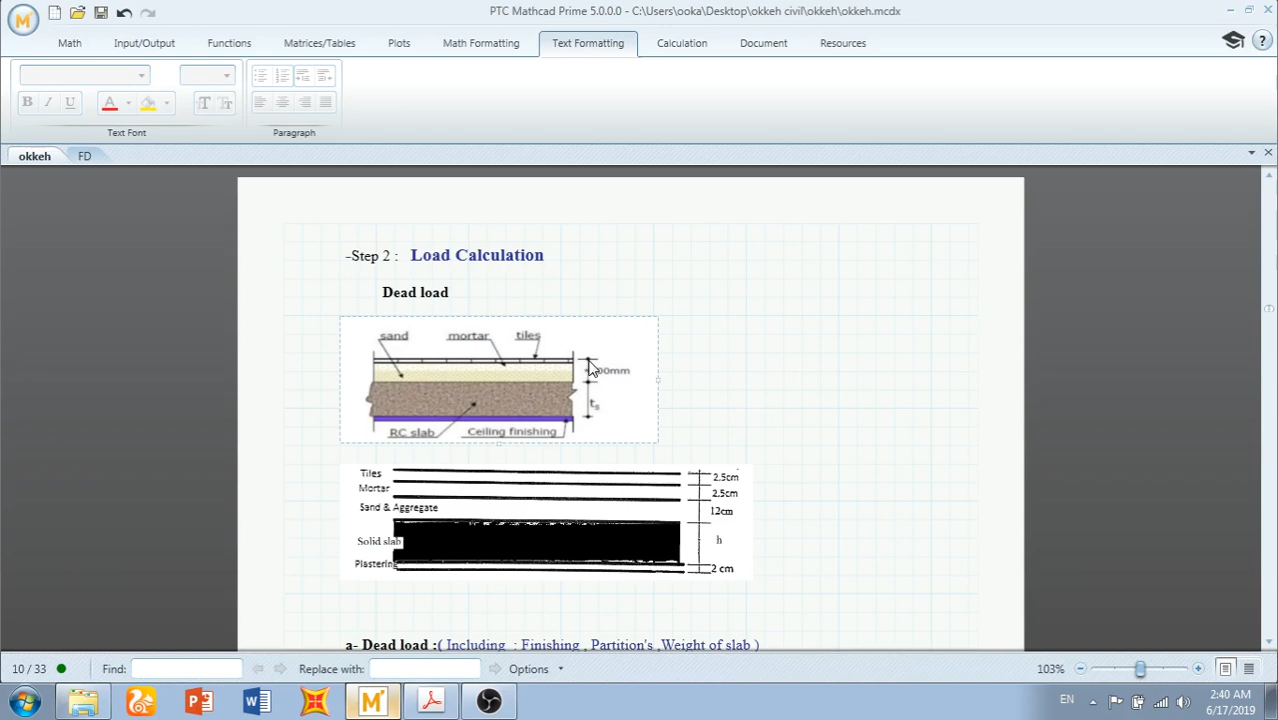 PTC Mathcad Prime 5.0.0.0 - C:\Users\ooka\Desktop\okkeh civil\okkeh\okkeh.mcdx
Math Input/Output Functions Matrices/Tables Plots Math Formatting Text Formatting Calculation Document Resources
B I U A T Tt
Text Font Paragraph
okkeh FD
-Step 2 : Load Calculation
Dead load
sand mortar tiles
00mm
ts
RC slab Ceiling finishing
Tiles 2.5cm
Mortar 2.5cm
Sand & Aggregate 12cm
Solid slab h
Plastering 2 cm
a- Dead load :( Including : Finishing , Partition's ,Weight of slab )
10 / 33 Find: Replace with: Options 103%
EN 2:40 AM
6/17/2019